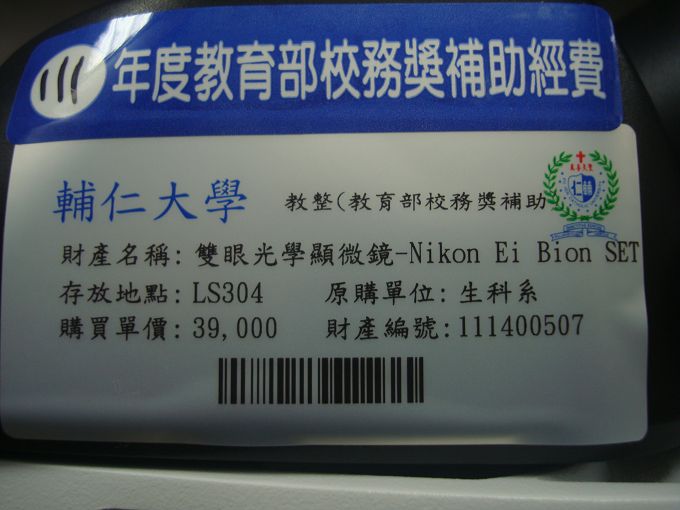 111 年度教育部校務獎補助經費
輔仁大學 教整(教育部校務獎補助
財產名稱: 雙眼光學顯微鏡-Nikon Ei Bion SET
存放地點: LS304 原購單位: 生科系
購買單價: 39,000 財產編號: 111400507